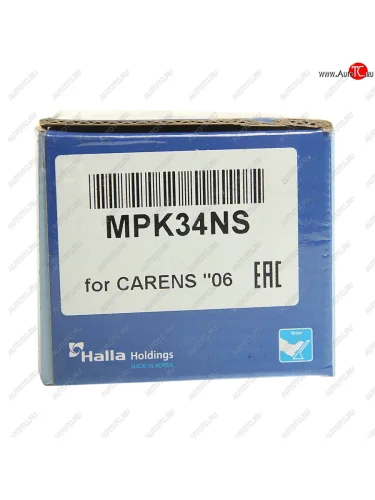 www.AutoTC.ru
MPK34NS
for CARENS "06
EAC
Halla Holdings
MADE IN KOREA